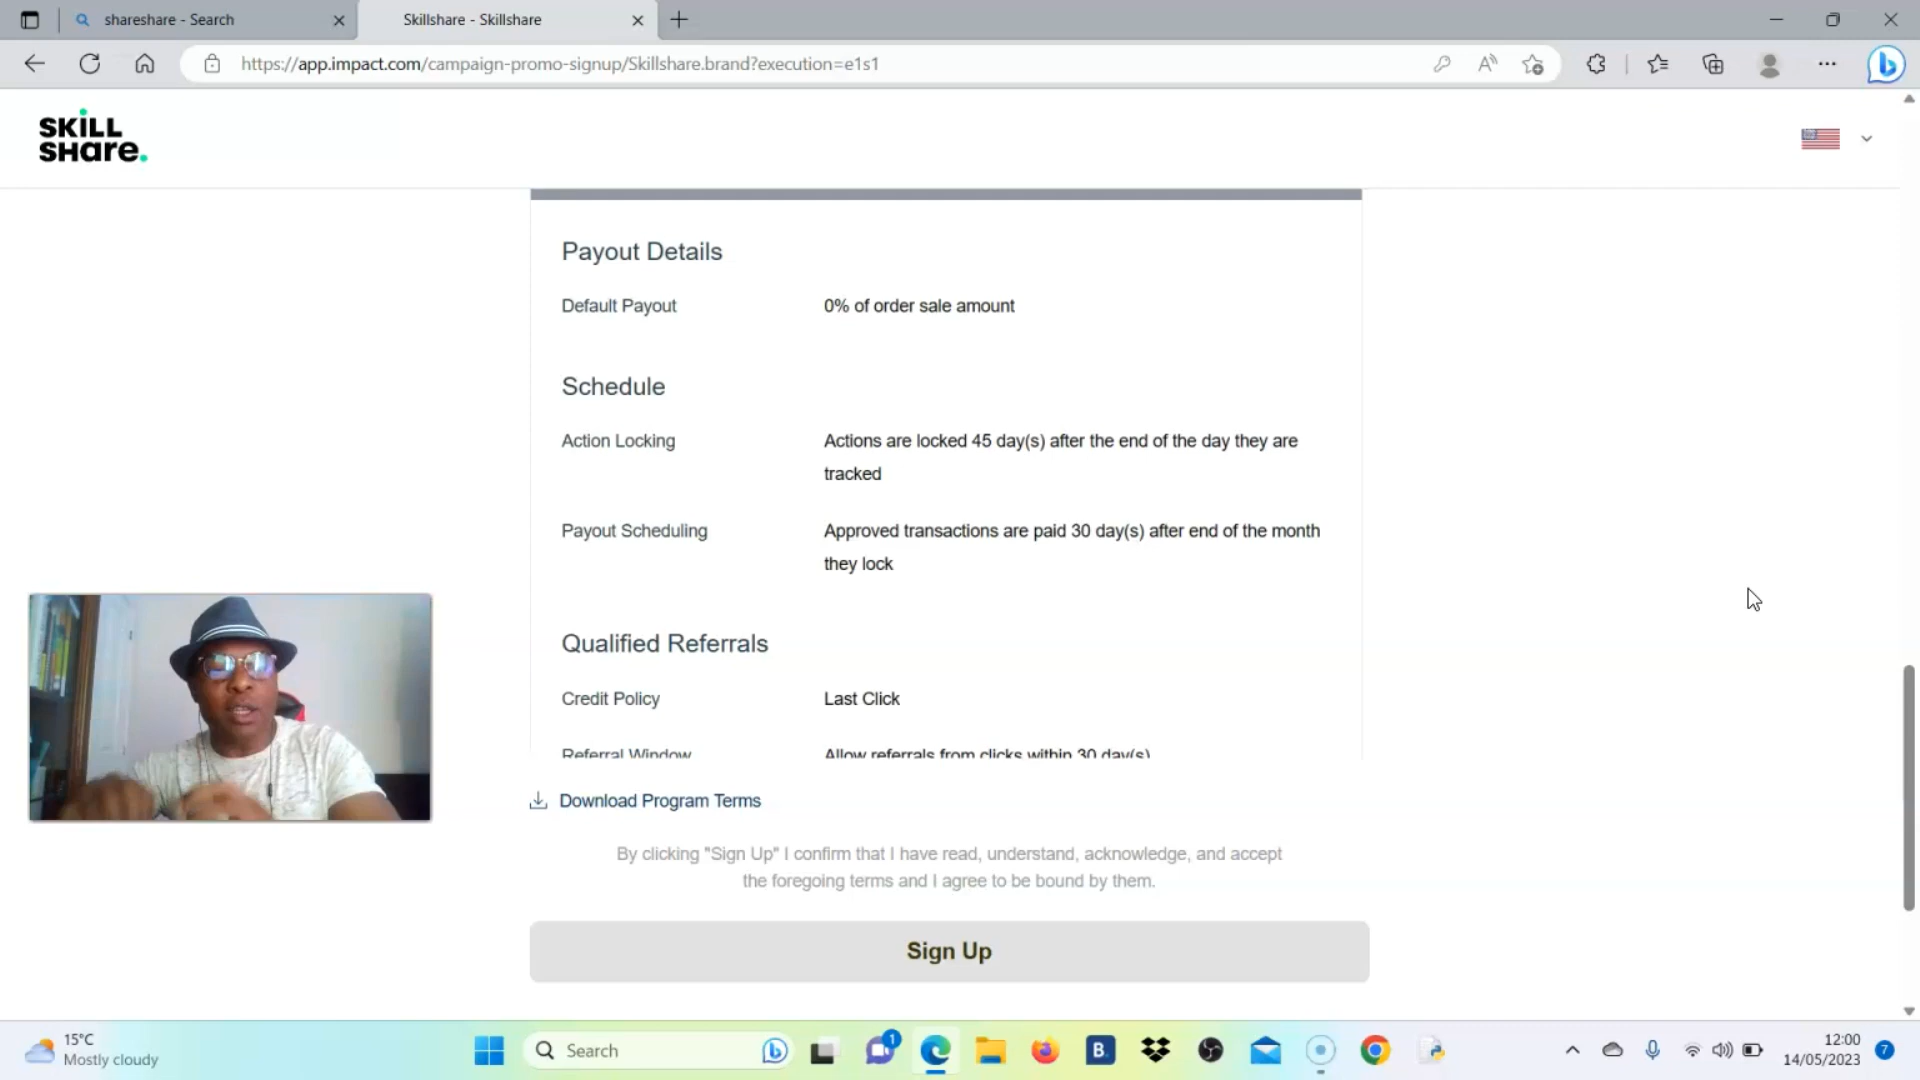 shareshare - Search
Skillshare - Skillshare
https://app.impact.com/campaign-promo-signup/Skillshare.brand?execution=e1s1
SKILL
SHare.
Payout Details
Default Payout 0% of order sale amount
Schedule
Action Locking Actions are locked 45 day(s) after the end of the day they are
tracked
Payout Scheduling Approved transactions are paid 30 day(s) after end of the month
they lock
Qualified Referrals
Credit Policy Last Click
Referral Window Allow referrals from clicks within 30 day(s)
Download Program Terms
By clicking "Sign Up" I confirm that I have read, understand, acknowledge, and accept
the foregoing terms and I agree to be bound by them.
Sign Up
15°C
Mostly cloudy
Search
1
B.
12:00
14/05/2023
7